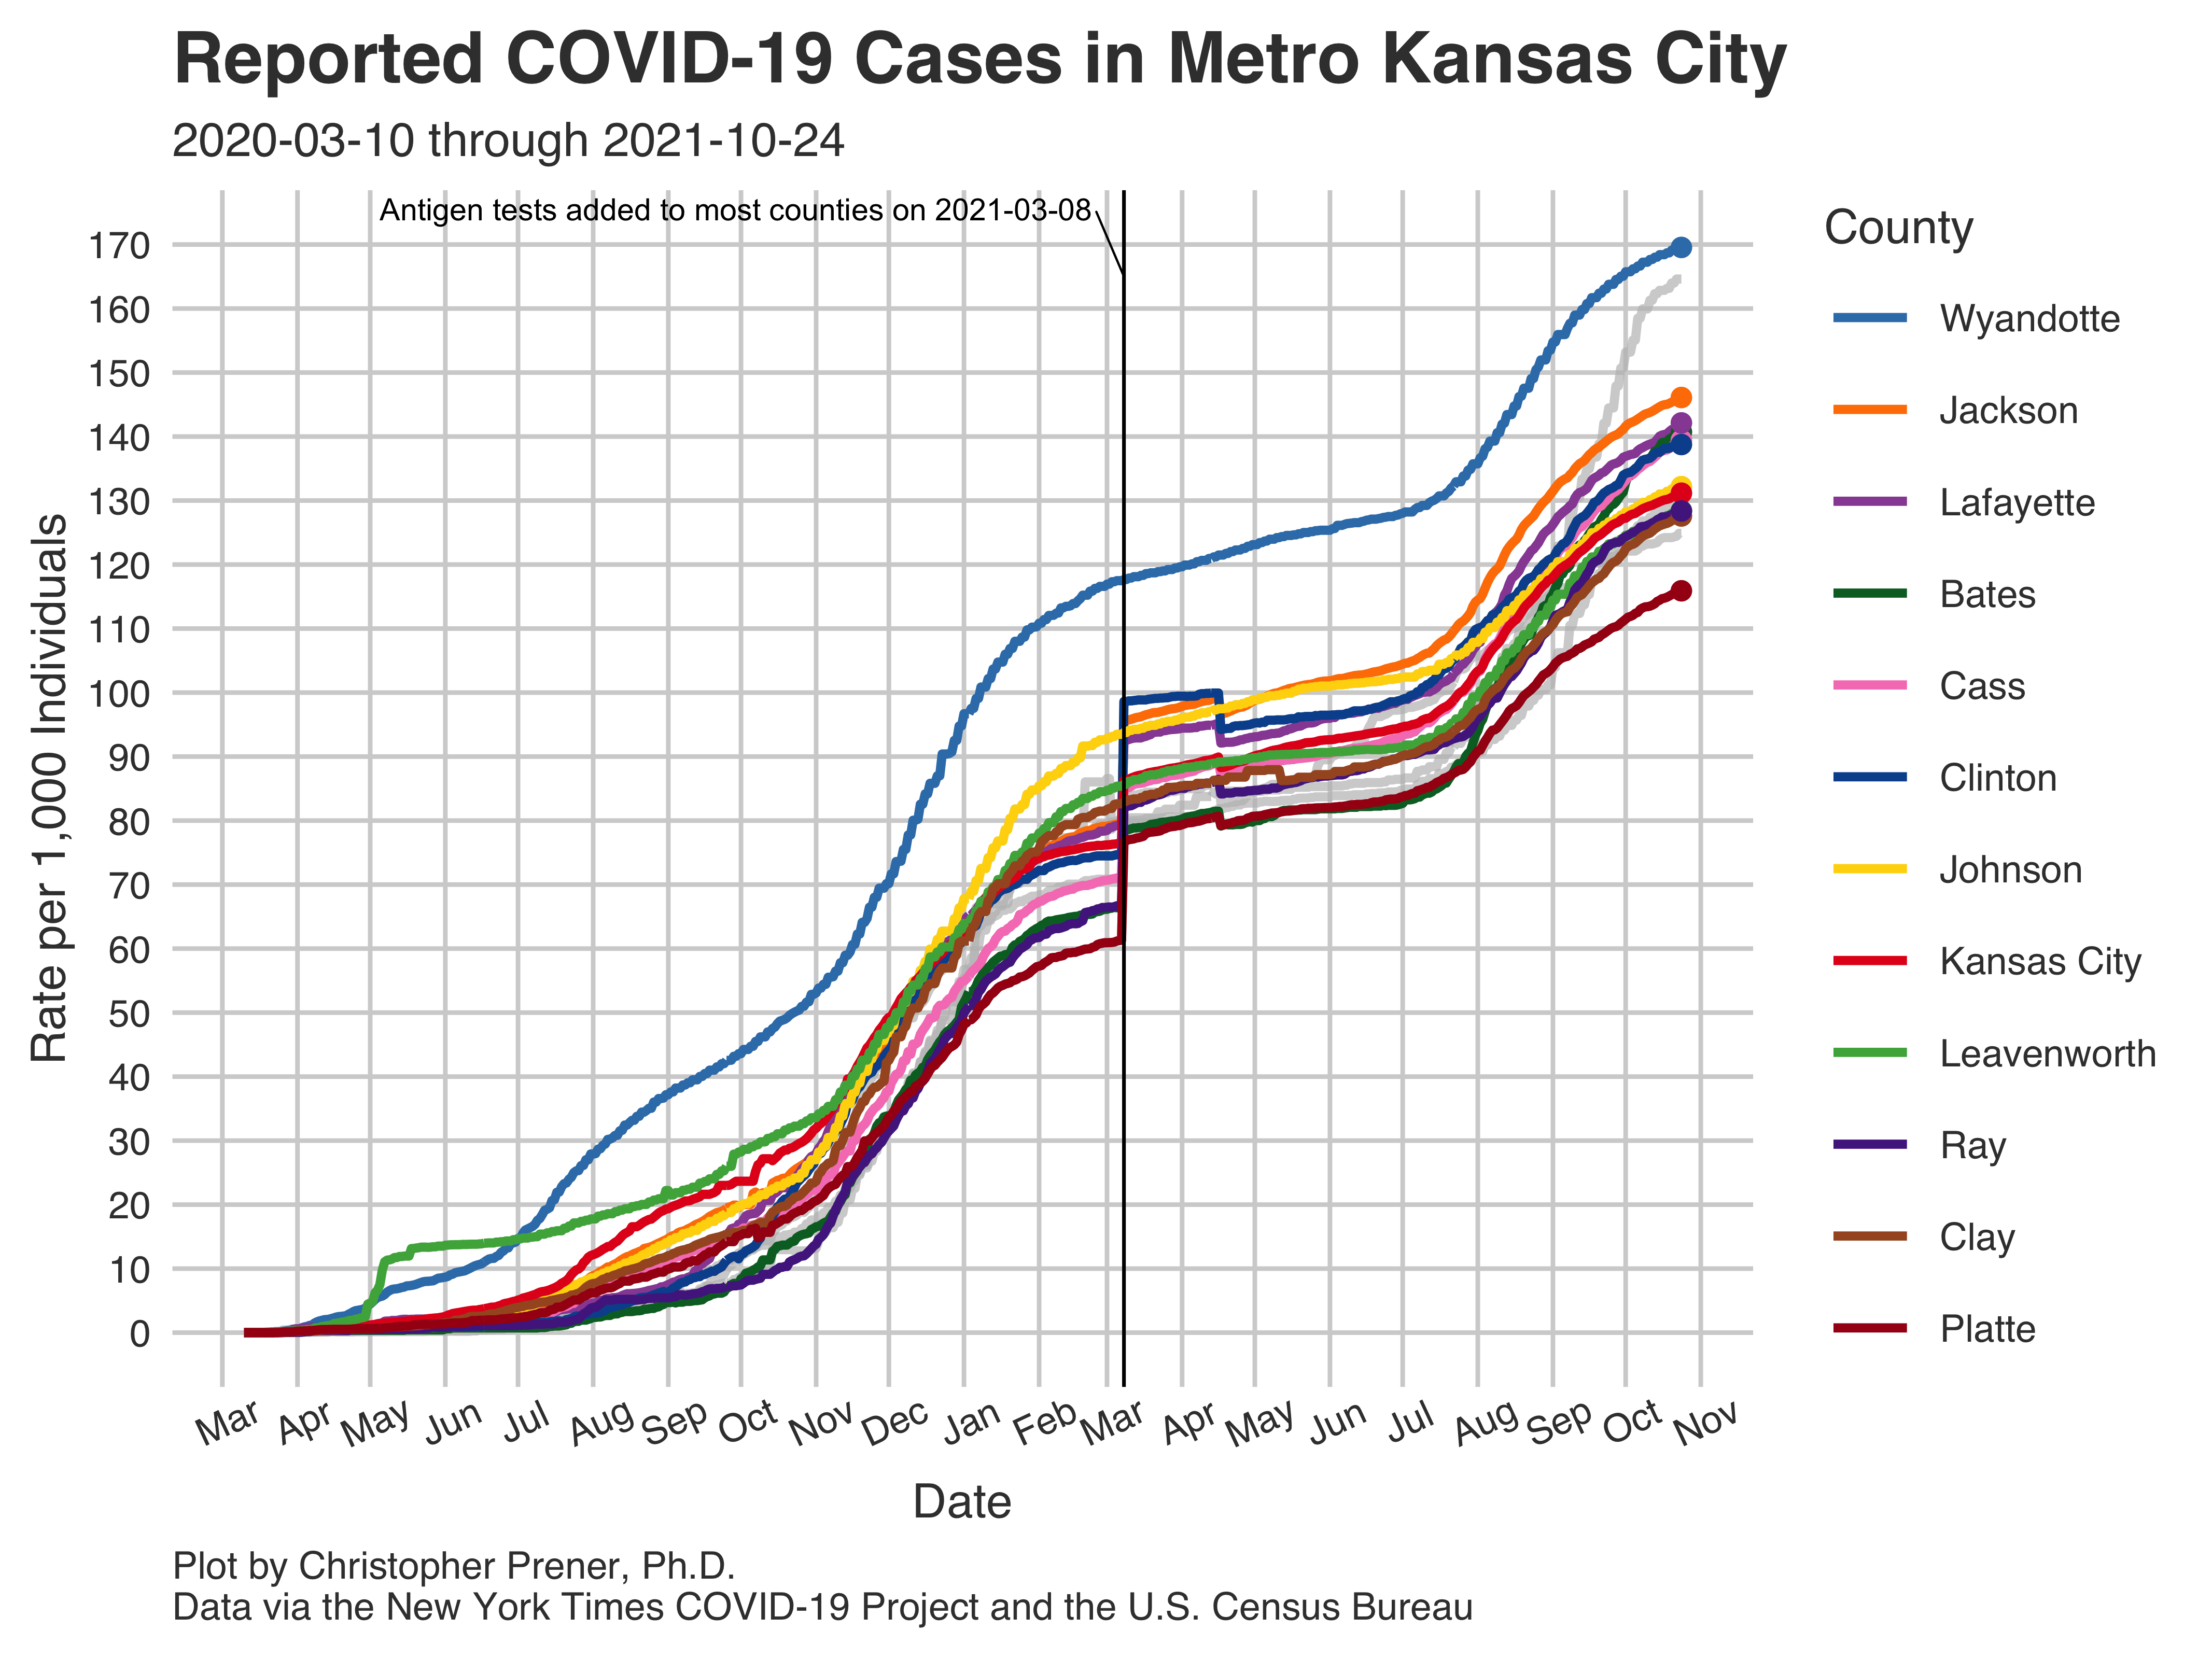 Reported COVID-19 Cases in Metro Kansas City
2020-03-10 through 2021-10-24
Antigen tests added to most counties on 2021-03-08
Rate per 1,000 Individuals
170
160
150
140
130
120
110
100
90
80
70
60
50
40
30
20
10
0
Mar Apr May Jun Jul Aug Sep Oct Nov Dec Jan Feb Mar Apr May Jun Jul Aug Sep Oct Nov
Date
County
Wyandotte
Jackson
Lafayette
Bates
Cass
Clinton
Johnson
Kansas City
Leavenworth
Ray
Clay
Platte
Plot by Christopher Prener, Ph.D.
Data via the New York Times COVID-19 Project and the U.S. Census Bureau